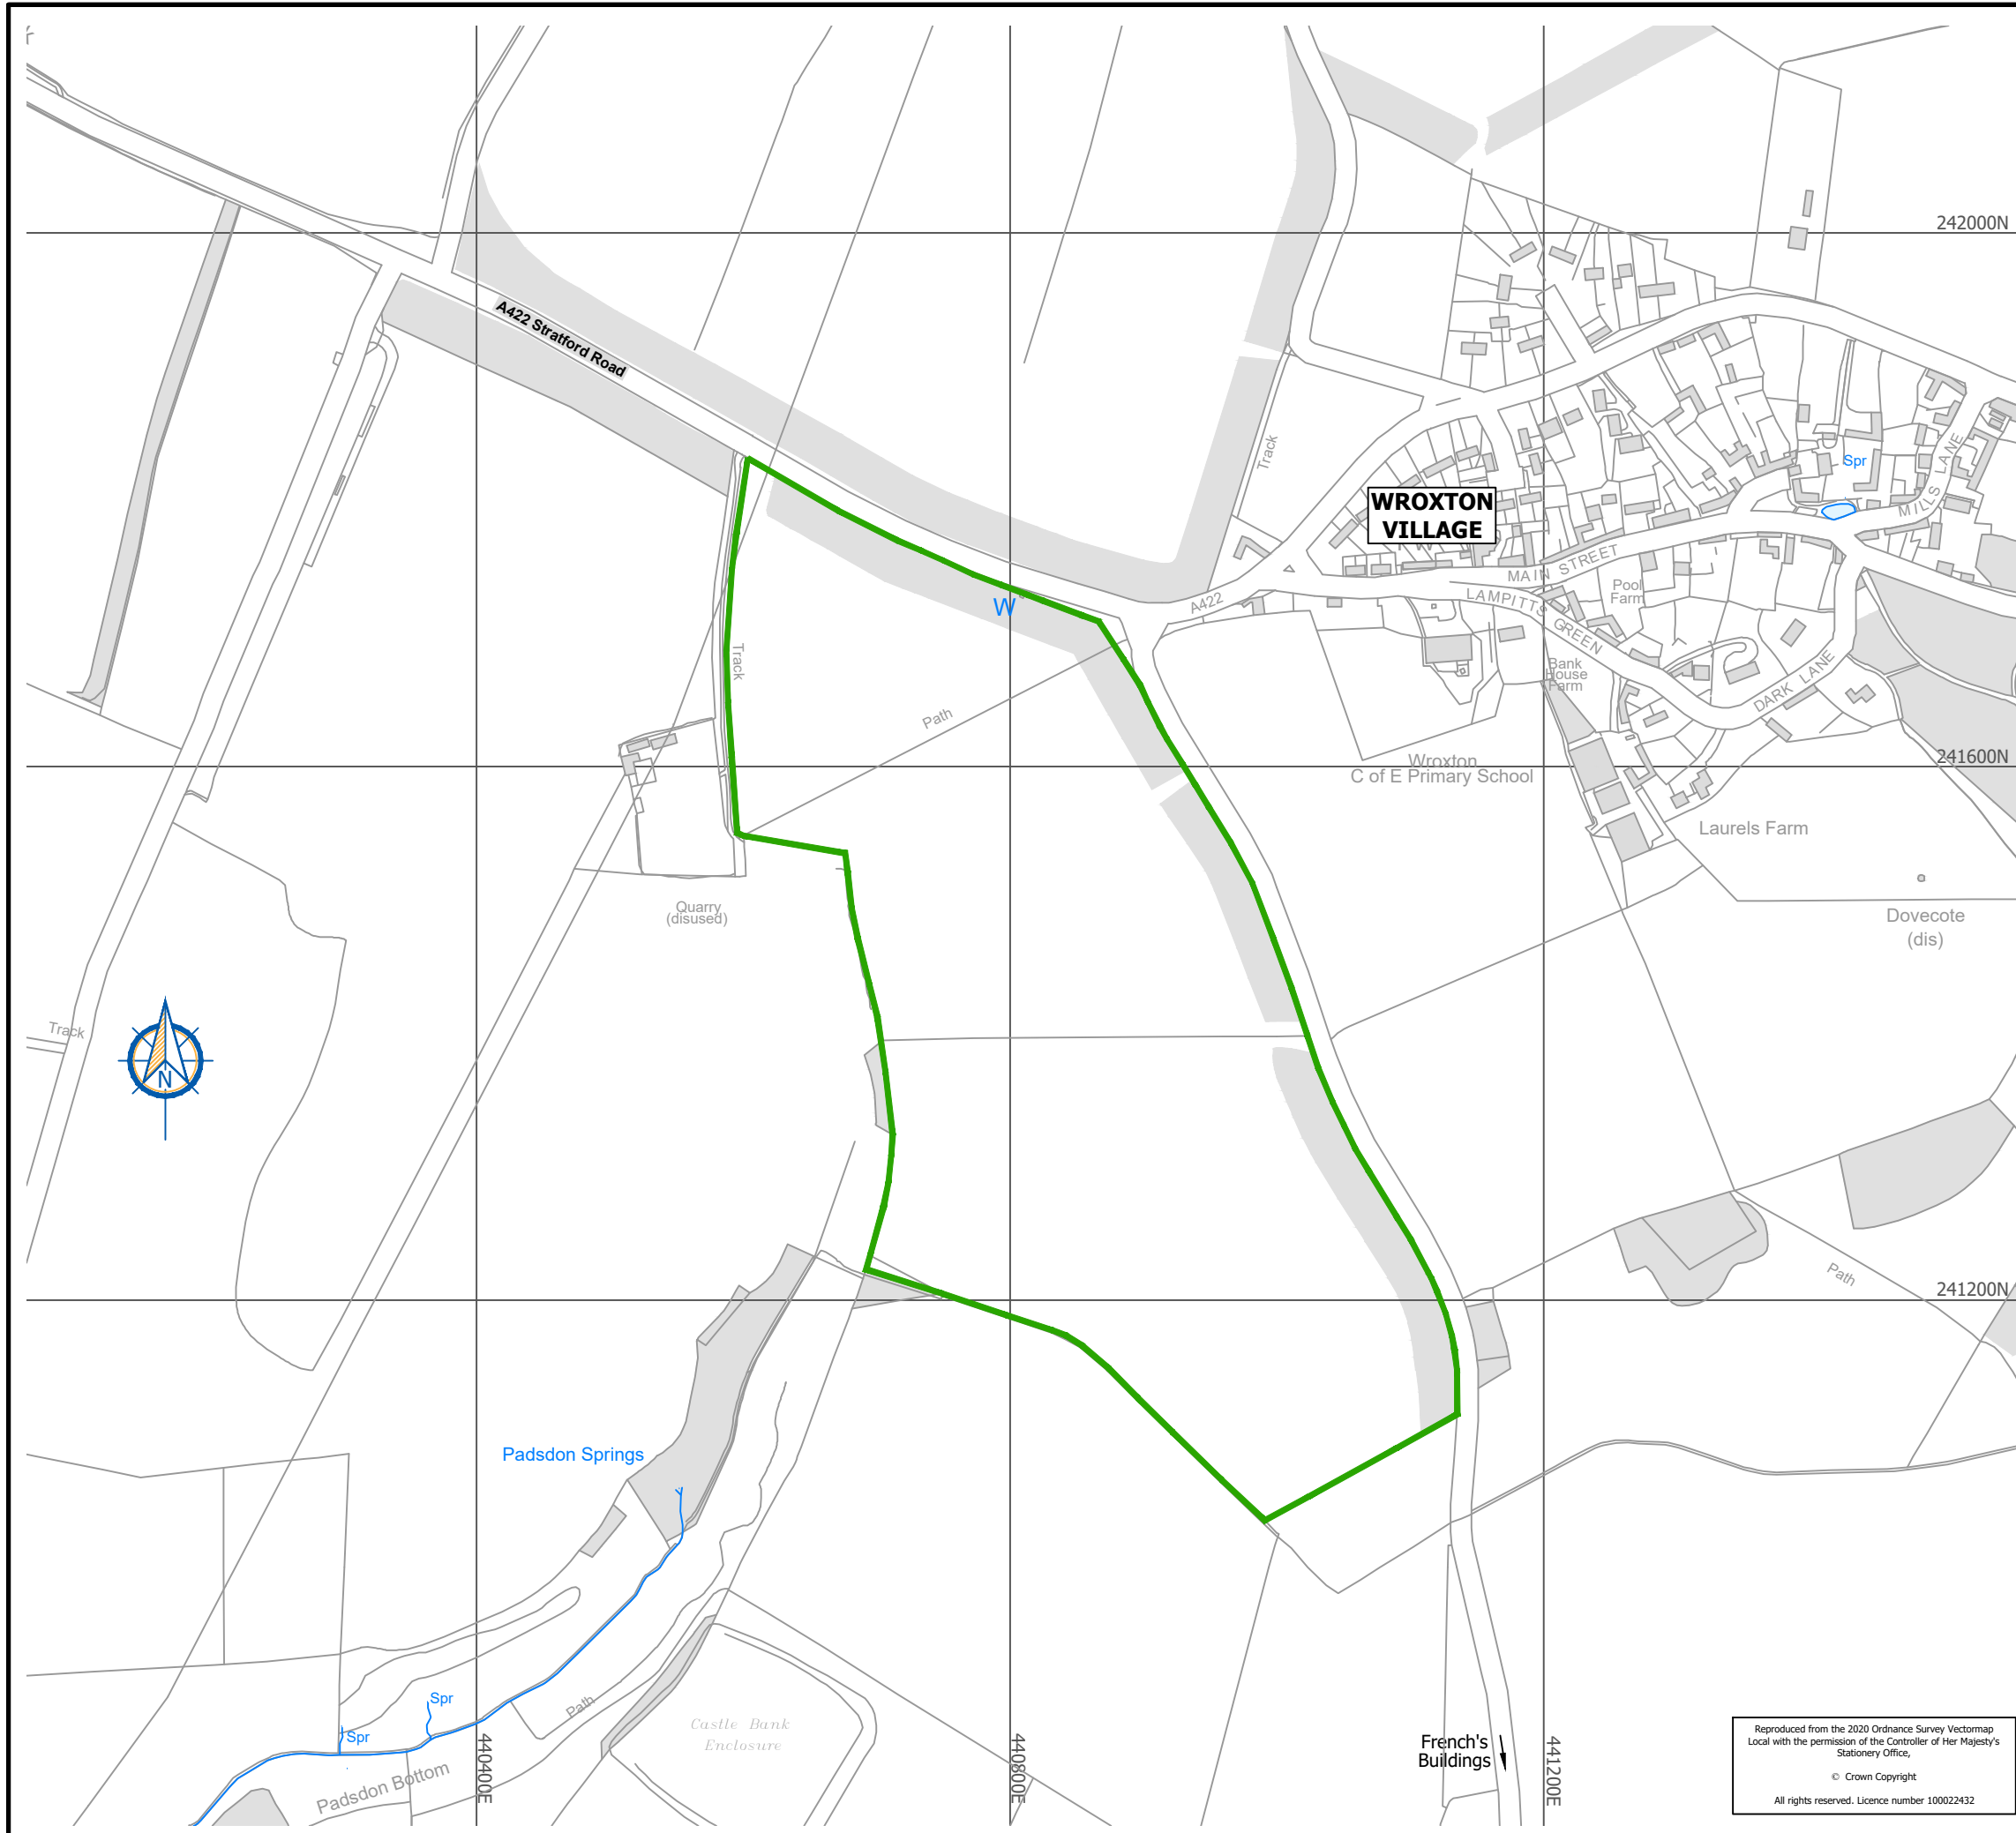 242000N
A422 Stratford Road
Track
Spr
MILLS LANE
WROXTON
VILLAGE
MAIN STREET
A422
LAMPITTS GREEN
Pool
Farm
W
Track
Bank
House
Farm
DARK LANE
Path
241600N
Wroxton
C of E Primary School
Laurels Farm
Quarry
(disused)
Dovecote
(dis)
Track
N
Path
241200N
Padsdon Springs
Spr
Spr
Path
Castle Bank
Enclosure
Padsdon Bottom
440400E
440800E
French's
Buildings
441200E
Reproduced from the 2020 Ordnance Survey Vectormap
Local with the permission of the Controller of Her Majesty's
Stationery Office,
© Crown Copyright
All rights reserved. Licence number 100022432